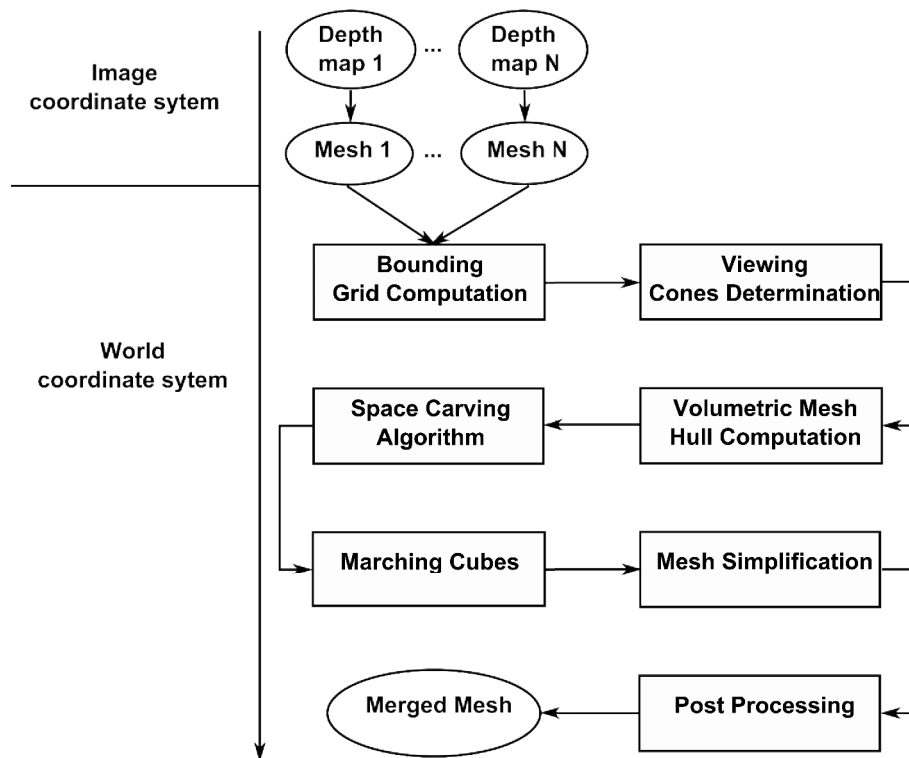 Image
coordinate sytem
Depth
map 1
...
Depth
map N
Mesh 1
...
Mesh N
World
coordinate sytem
Bounding
Grid Computation
Viewing
Cones Determination
Volumetric Mesh
Hull Computation
Space Carving
Algorithm
Marching Cubes
Mesh Simplification
Post Processing
Merged Mesh